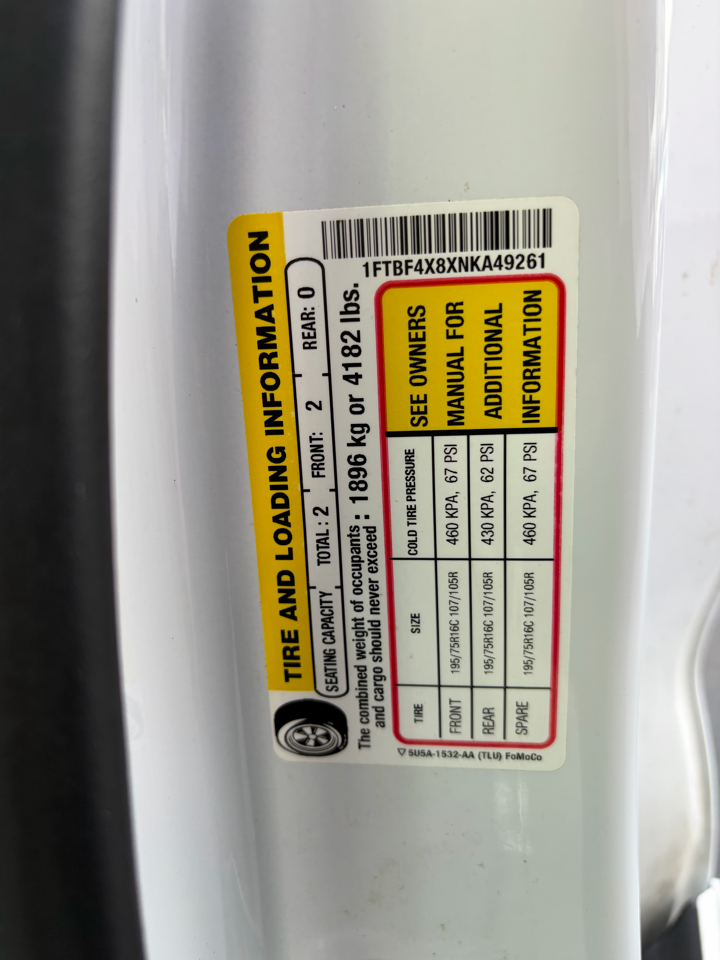 TIRE AND LOADING INFORMATION
SEATING CAPACITY TOTAL: 2 FRONT: 2 REAR: 0
The combined weight of occupants and cargo should never exceed : 1896 kg or 4182 lbs.
1FTBF4X8XNKA49261
TIRE SIZE COLD TIRE PRESSURE
FRONT 195/75R16C 107/105R 460 KPA, 67 PSI
REAR 195/75R16C 107/105R 430 KPA, 62 PSI
SPARE 195/75R16C 107/105R 460 KPA, 67 PSI
SEE OWNERS
MANUAL FOR
ADDITIONAL
INFORMATION
5U5A-1532-AA (TLU) FoMoCo